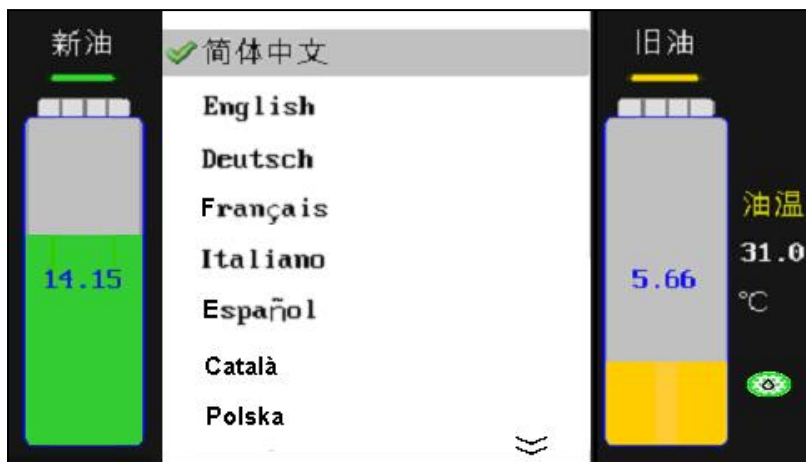 新油
14.15
简体中文
English
Deutsch
Français
Italiano
Español
Català
Polska
旧油
5.66
油温
31.0
℃